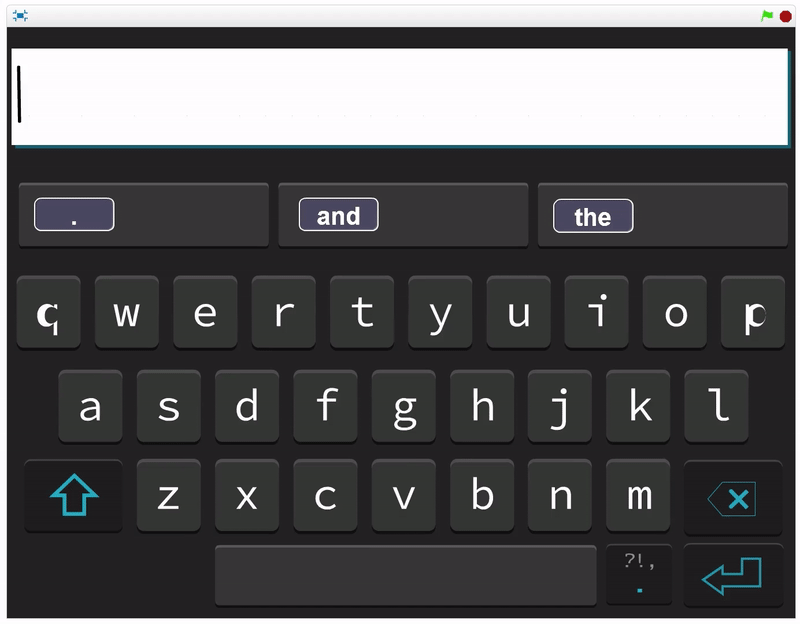 . and the
q w e r t y u i o p
a s d f g h j k l
z x c v b n m
?!,
.